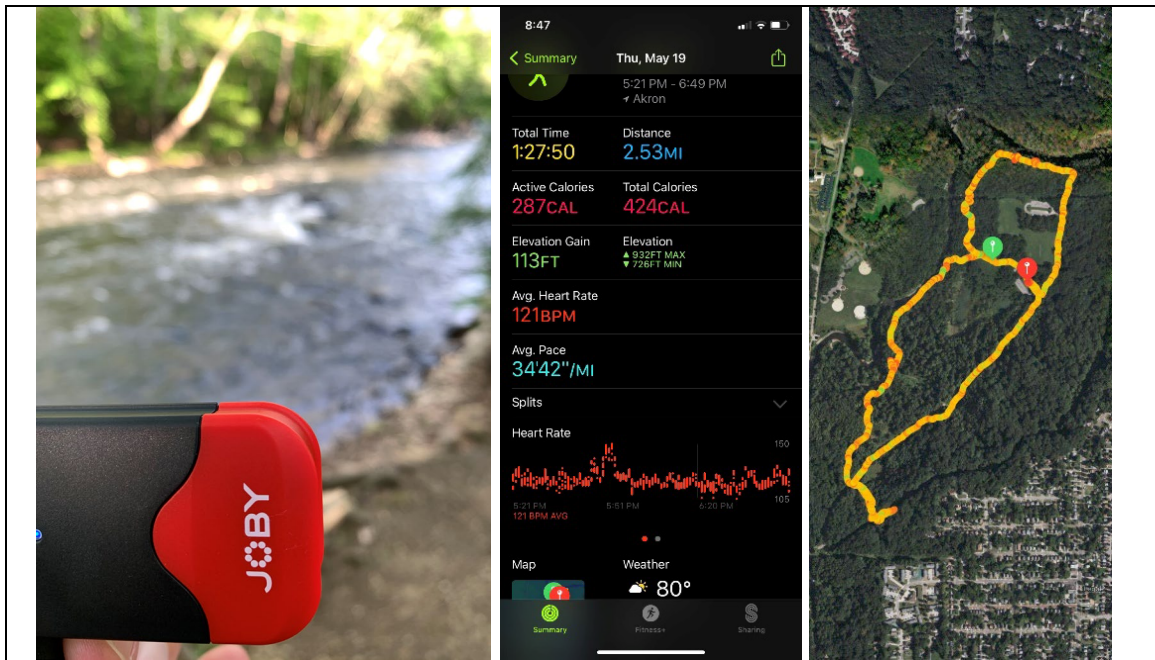 JOBY
8:47
Summary
Thu, May 19
5:21 PM - 6:49 PM
Akron
Total Time
Distance
1:27:50
2.53MI
Active Calories
Total Calories
287CAL
424CAL
Elevation Gain
Elevation
113FT
▲ 932FT MAX
▼ 726FT MIN
Avg. Heart Rate
121BPM
Avg. Pace
34'42"/MI
Splits
Heart Rate
150
105
5:21 PM
5:51 PM
6:20 PM
121 BPM AVG
Map
Weather
80°
Summary
Fitness+
Sharing